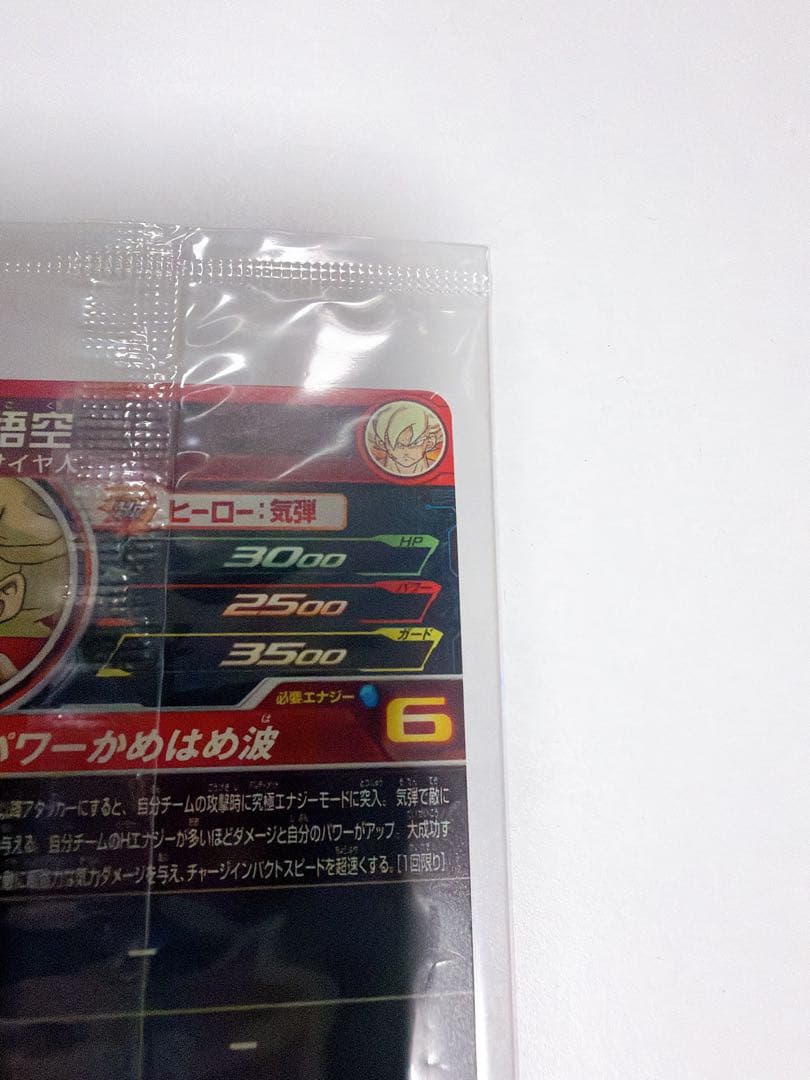 こ く
悟空
サイヤ人
ヒーロー：気弾
HP
3000
パワー
2500
ガード
3500
必要エナジー 6
は
パワーかめはめ波
アタッカーにすると、自分チームの攻撃時に究極エナジーモードに突入。気弾で敵に
与える。自分チームのHエナジーが多いほどダメージと自分のパワーがアップ。大成功す
気力ダメージを与え、チャージインパクトスピードを超速くする。[1回限り]